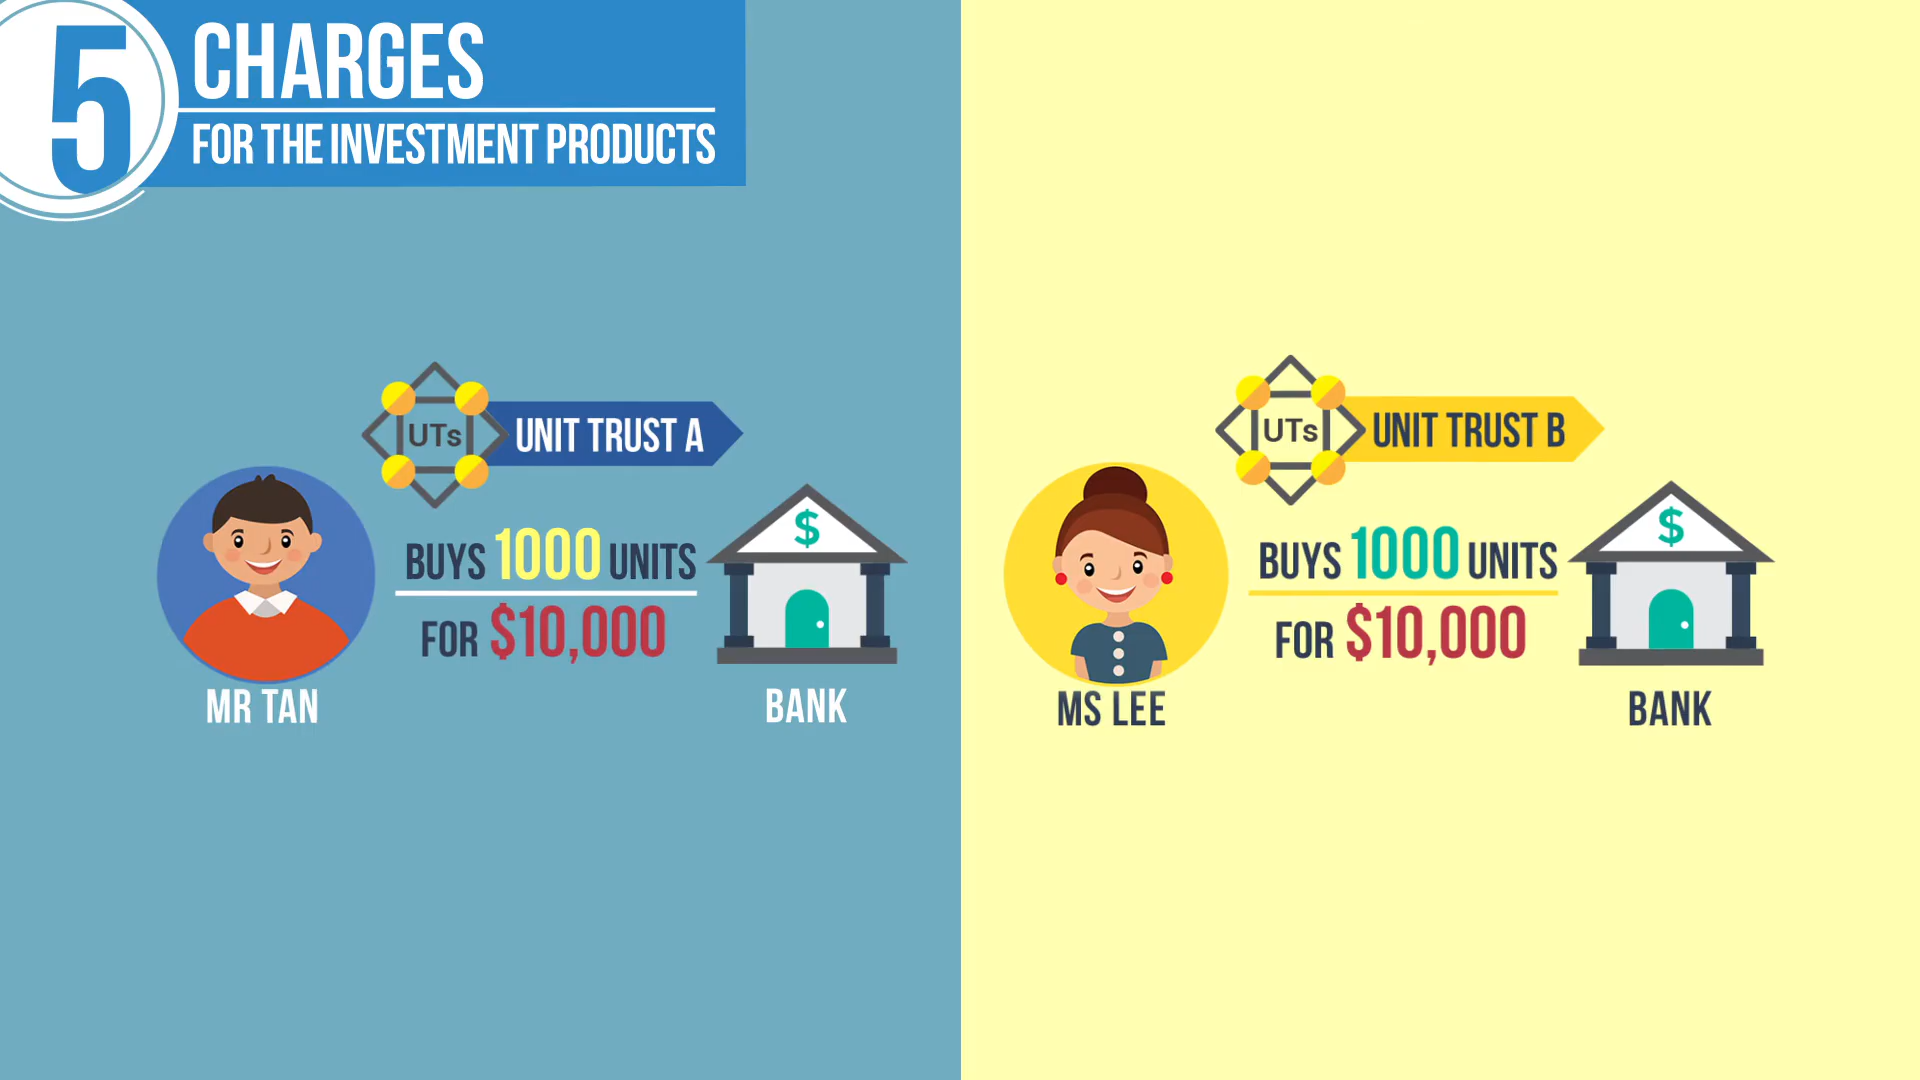 5
CHARGES
FOR THE INVESTMENT PRODUCTS
UTs
UNIT TRUST A
$
BUYS 1000 UNITS
FOR $10,000
MR TAN
BANK
UTs
UNIT TRUST B
$
BUYS 1000 UNITS
FOR $10,000
MS LEE
BANK